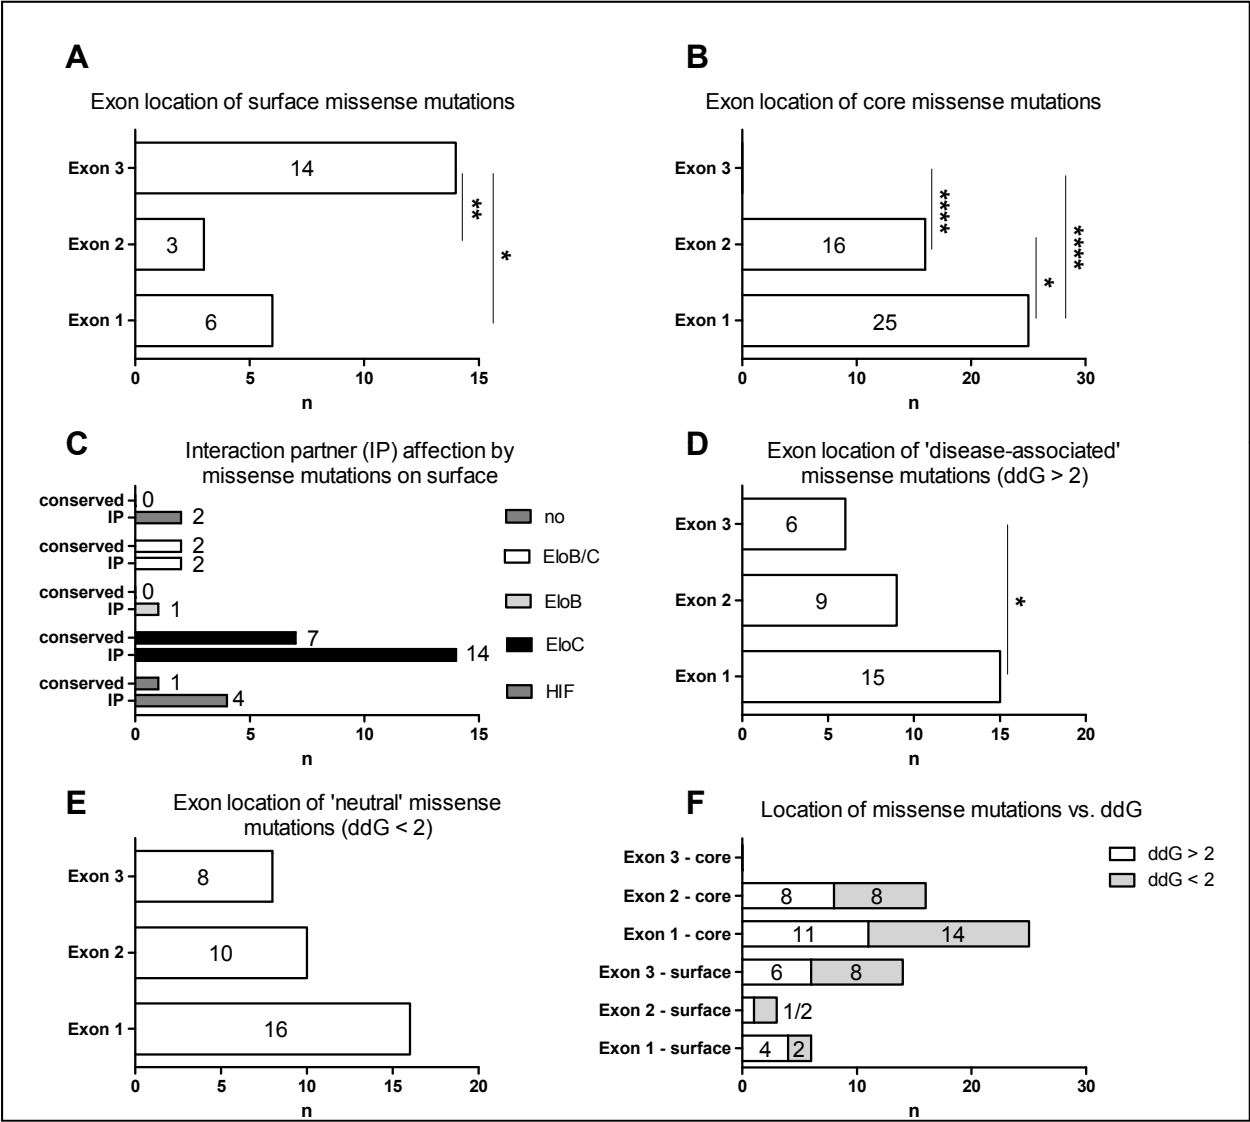 A
Exon location of surface missense mutations
Exon 3
14
**
Exon 2
3
*
Exon 1
6
0 5 10 15
n
B
Exon location of core missense mutations
Exon 3
****
Exon 2
16
****
*
Exon 1
25
0 10 20 30
n
C
Interaction partner (IP) affection by
missense mutations on surface
conserved 0
IP 2
conserved 2
IP 2
conserved 0
IP 1
conserved 7
IP 14
conserved 1
IP 4
0 5 10 15
n
no
EloB/C
EloB
EloC
HIF
D
Exon location of 'disease-associated'
missense mutations (ddG > 2)
Exon 3
6
Exon 2
9
*
Exon 1
15
0 5 10 15 20
n
E
Exon location of 'neutral' missense
mutations (ddG < 2)
Exon 3
8
Exon 2
10
Exon 1
16
0 5 10 15 20
n
F
Location of missense mutations vs. ddG
Exon 3 - core
Exon 2 - core 8 8
Exon 1 - core 11 14
Exon 3 - surface 6 8
Exon 2 - surface 1/2
Exon 1 - surface 4 2
0 10 20 30
n
ddG > 2
ddG < 2